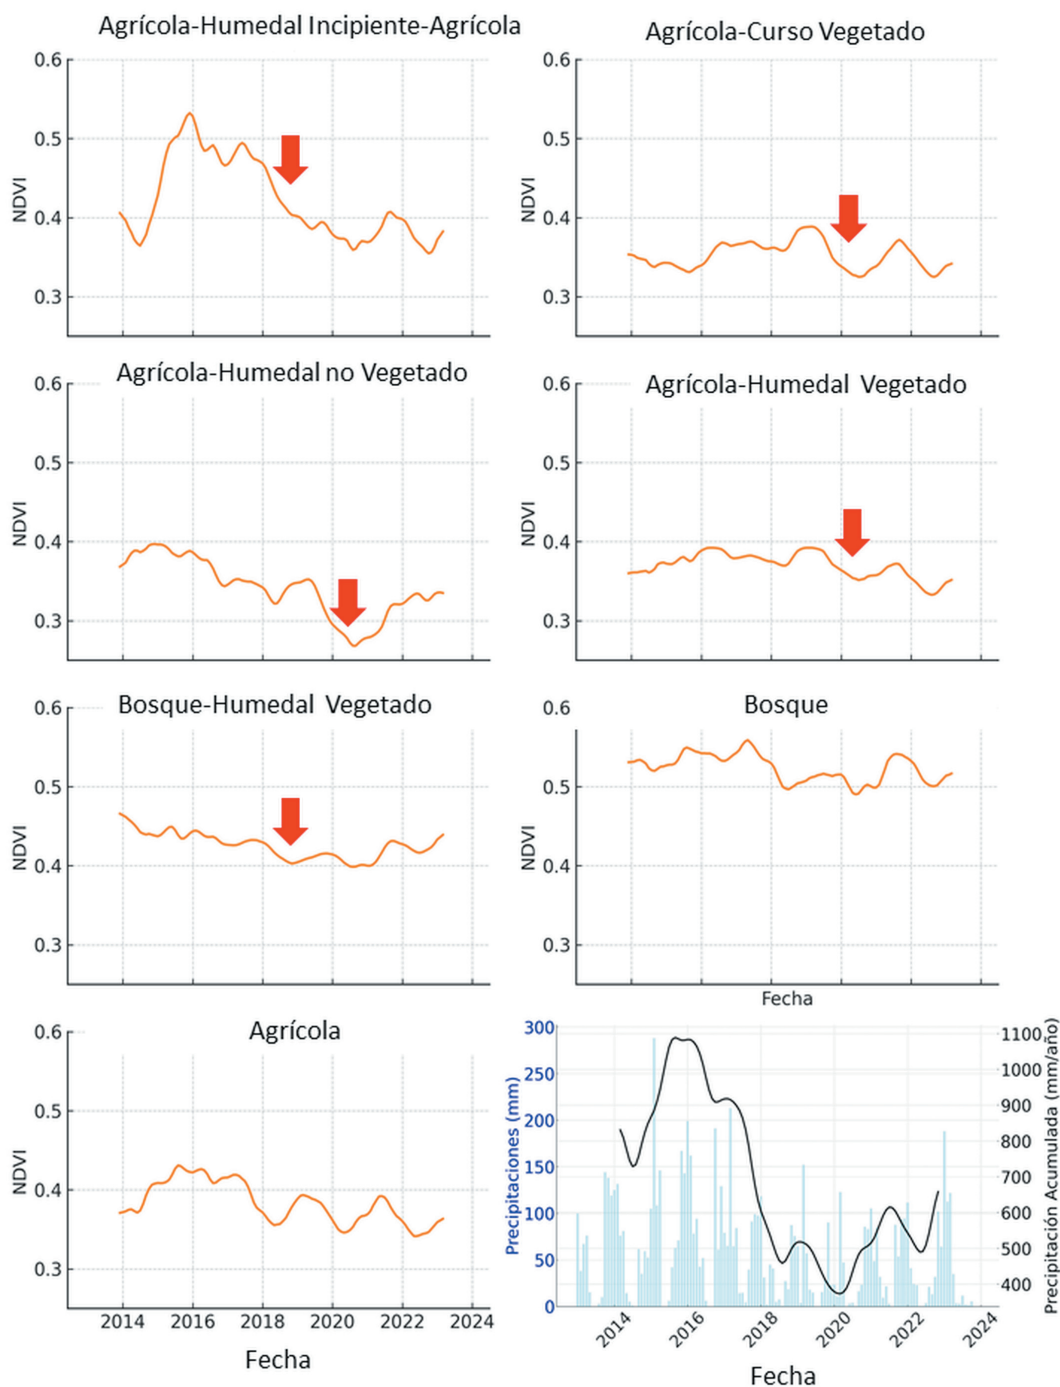 Agrícola-Humedal Incipiente-Agrícola
0.6
0.5
0.4
0.3
NDVI
Agrícola-Curso Vegetado
0.6
0.5
0.4
0.3
NDVI
Agrícola-Humedal no Vegetado
0.6
0.5
0.4
0.3
NDVI
Agrícola-Humedal Vegetado
0.6
0.5
0.4
0.3
NDVI
Bosque-Humedal Vegetado
0.6
0.5
0.4
0.3
NDVI
Bosque
0.6
0.5
0.4
0.3
NDVI
Fecha
Agrícola
0.6
0.5
0.4
0.3
NDVI
2014 2016 2018 2020 2022 2024
Fecha
300
250
200
150
100
50
0
Precipitaciones (mm)
1100
1000
900
800
700
600
500
400
Precipitación Acumulada (mm/año)
2014 2016 2018 2020 2022 2024
Fecha